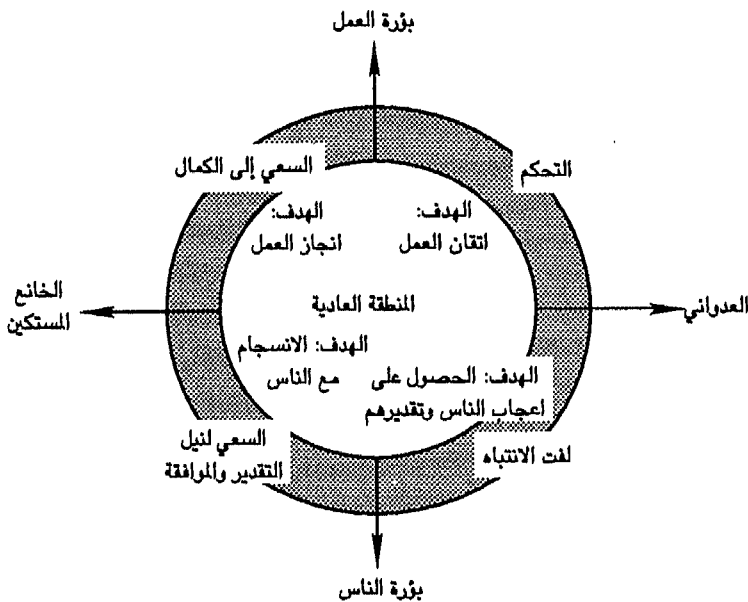 بؤرة العمل
التحكم
السعي إلى الكمال
الهدف:
اتقان العمل
الهدف:
انجاز العمل
العدواني
المنطقة العادية
الخانع
المستكين
الهدف: الحصول على
اعجاب الناس وتقديرهم
الهدف: الانسجام
مع الناس
لفت الانتباه
السعي لنيل
التقدير والموافقة
بؤرة الناس